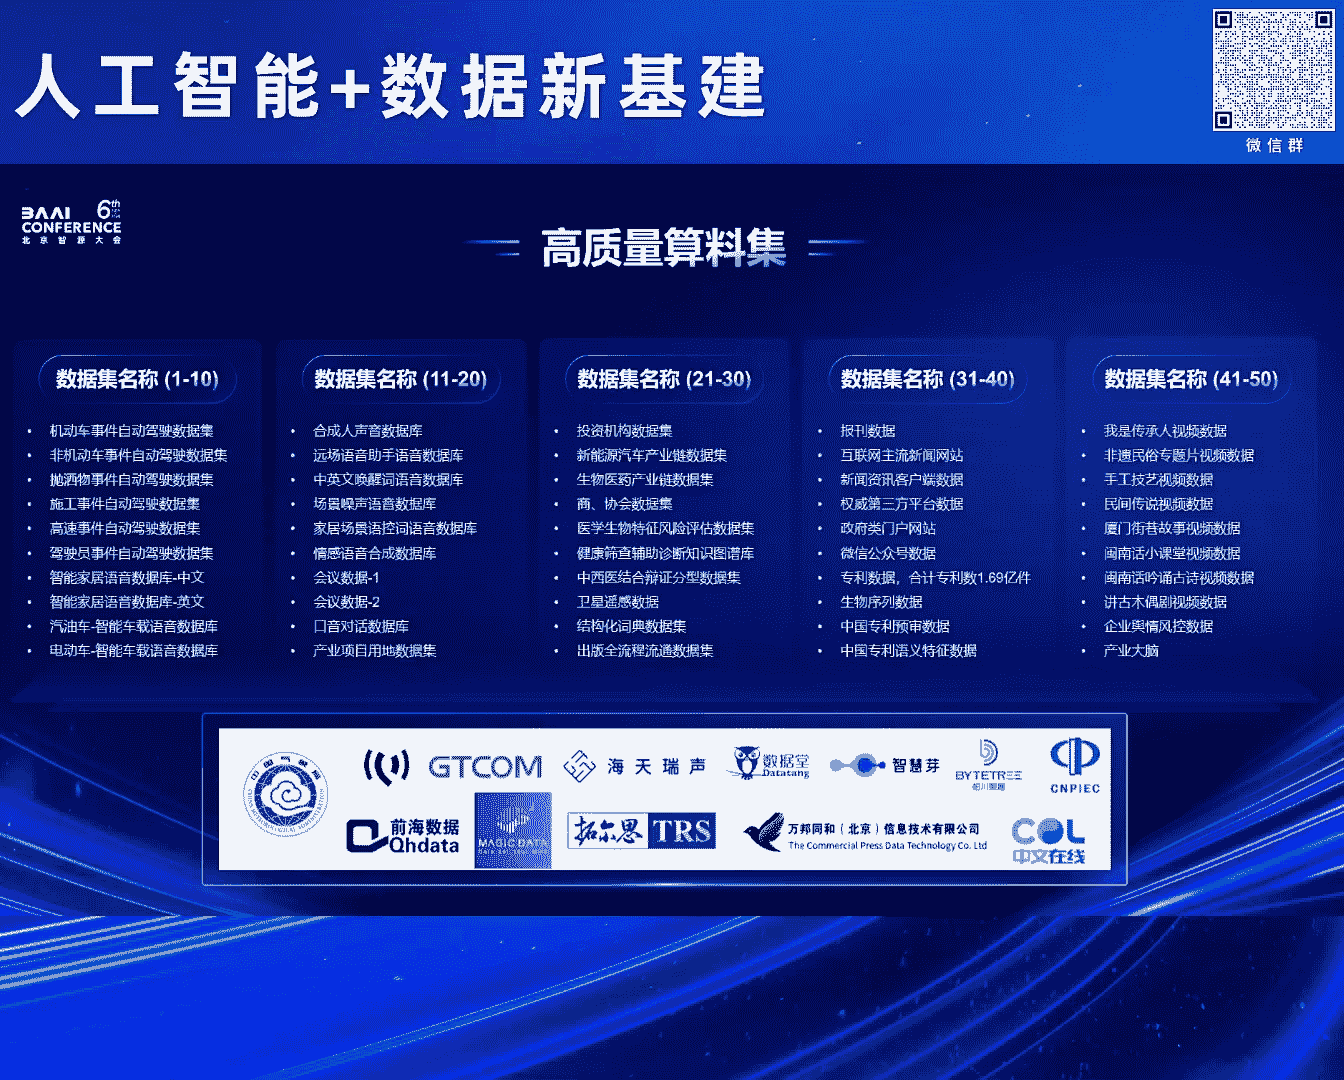 人工智能+数据新基建
微信群
BAAI 6th
CONFERENCE
北京智源大会
高质量算料集
数据集名称 (1-10)
• 机动车事件自动驾驶数据集
• 非机动车事件自动驾驶数据集
• 抛洒物事件自动驾驶数据集
• 施工事件自动驾驶数据集
• 高速事件自动驾驶数据集
• 驾驶员事件自动驾驶数据集
• 智能家居语音数据库-中文
• 智能家居语音数据库-英文
• 汽油车-智能车载语音数据库
• 电动车-智能车载语音数据库
数据集名称 (11-20)
• 合成人声音数据库
• 远场语音助手语音数据库
• 中英文唤醒词语音数据库
• 场景噪声语音数据库
• 家居场景语控词语音数据库
• 情感语音合成数据库
• 会议数据-1
• 会议数据-2
• 口音对话数据库
• 产业项目用地数据集
数据集名称 (21-30)
• 投资机构数据集
• 新能源汽车产业链数据集
• 生物医药产业链数据集
• 商、协会数据集
• 医学生物特征风险评估数据集
• 健康筛查辅助诊断知识图谱库
• 中西医结合辩证分型数据集
• 卫星遥感数据
• 结构化词典数据集
• 出版全流程流通数据集
数据集名称 (31-40)
• 报刊数据
• 互联网主流新闻网站
• 新闻资讯客户端数据
• 权威第三方平台数据
• 政府类门户网站
• 微信公众号数据
• 专利数据，合计专利数1.69亿件
• 生物序列数据
• 中国专利预审数据
• 中国专利语义特征数据
数据集名称 (41-50)
• 我是传承人视频数据
• 非遗民俗专题片视频数据
• 手工技艺视频数据
• 民间传说视频数据
• 厦门街巷故事视频数据
• 闽南话小课堂视频数据
• 闽南话吟诵古诗视频数据
• 讲古木偶剧视频数据
• 企业舆情风控数据
• 产业大脑
中国气象局
GTCOM
海天瑞声
数据堂
Datatang
智慧芽
BYTETREE
CNPIEC
前海数据
Qhdata
MAGIC DATA
拓尔思 TRS
万邦同和（北京）信息技术有限公司
The Commercial Press Data Technology Co. Ltd
COL
中文在线